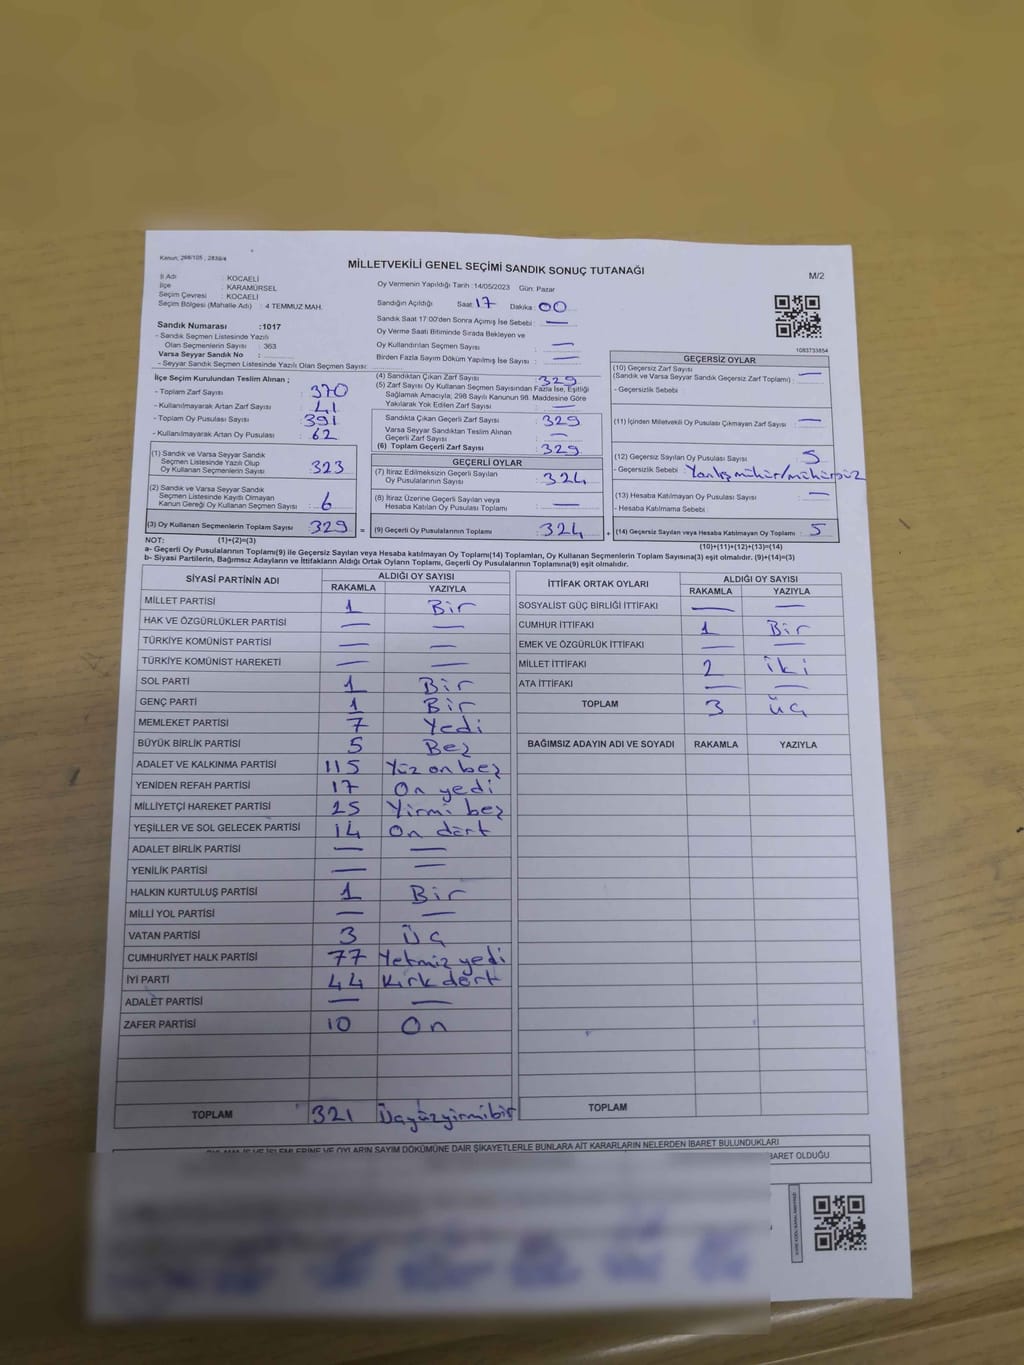 Kanun; 298/105 , 2839/4
MİLLETVEKİLİ GENEL SEÇİMİ SANDIK SONUÇ TUTANAĞI
M/2
İl Adı : KOCAELİ
İlçe : KARAMÜRSEL
Seçim Çevresi : KOCAELİ
Seçim Bölgesi (Mahalle Adı) : 4 TEMMUZ MAH.
Sandık Numarası :1017
- Sandık Seçmen Listesinde Yazılı
Olan Seçmenlerin Sayısı : 363
Varsa Seyyar Sandık No :
- Seyyar Sandık Seçmen Listesinde Yazılı Olan Seçmen Sayısı:
Oy Vermenin Yapıldığı Tarih :14/05/2023 Gün: Pazar
Sandığın Açıldığı Saat: 17 Dakika: 00
Sandık Saat 17:00'den Sonra Açımış İse Sebebi : —
Oy Verme Saati Bitiminde Sırada Bekleyen ve
Oy Kullandırılan Seçmen Sayısı : —
Birden Fazla Sayım Döküm Yapılmış İse Sayısı : —
1083733854
İlçe Seçim Kurulundan Teslim Alınan ;
- Toplam Zarf Sayısı : 370
- Kullanılmayarak Artan Zarf Sayısı : 41
- Toplam Oy Pusulası Sayısı : 391
- Kullanılmayarak Artan Oy Pusulası : 62
(1) Sandık ve Varsa Seyyar Sandık
Seçmen Listesinde Yazılı Olup
Oy Kullanan Seçmenlerin Sayısı : 323
(2) Sandık ve Varsa Seyyar Sandık
Seçmen Listesinde Kayıtlı Olmayan
Kanun Gereği Oy Kullanan Seçmen Sayısı : 6
(3) Oy Kullanan Seçmenlerin Toplam Sayısı : 329 =
(4) Sandıktan Çıkan Zarf Sayısı : 329
(5) Zarf Sayısı Oy Kullanan Seçmen Sayısından Fazla İse, Eşitliği
Sağlamak Amacıyla; 298 Sayılı Kanunun 98. Maddesine Göre
Yakılarak Yok Edilen Zarf Sayısı : —
Sandıkta Çıkan Geçerli Zarf Sayısı : 329
Varsa Seyyar Sandıktan Teslim Alınan
Geçerli Zarf Sayısı : —
(6) Toplam Geçerli Zarf Sayısı : 329
GEÇERLİ OYLAR
(7) İtiraz Edilmeksizin Geçerli Sayılan
Oy Pusulalarının Sayısı : 324
(8) İtiraz Üzerine Geçerli Sayılan veya
Hesaba Katılan Oy Pusulası Toplamı : —
(9) Geçerli Oy Pusulalarının Toplamı : 324 +
GEÇERSİZ OYLAR
(10) Geçersiz Zarf Sayısı
(Sandık ve Varsa Seyyar Sandık Geçersiz Zarf Toplamı) : —
- Geçersizlik Sebebi :
(11) İçinden Milletvekili Oy Pusulası Çıkmayan Zarf Sayısı : —
(12) Geçersiz Sayılan Oy Pusulası Sayısı : 5
- Geçersizlik Sebebi : Yanlış mühür/mühürsüz
(13) Hesaba Katılmayan Oy Pusulası Sayısı : —
- Hesaba Katılmama Sebebi :
(14) Geçersiz Sayılan veya Hesaba Katılmayan Oy Toplamı : 5
NOT: (1)+(2)=(3)
(10)+(11)+(12)+(13)=(14)
a- Geçerli Oy Pusulalarının Toplamı(9) ile Geçersiz Sayılan veya Hesaba katılmayan Oy Toplamı(14) Toplamları, Oy Kullanan Seçmenlerin Toplam Sayısına(3) eşit olmalıdır. (9)+(14)=(3)
b- Siyasi Partilerin, Bağımsız Adayların ve İttifakların Aldığı Ortak Oyların Toplamı, Geçerli Oy Pusulalarının Toplamına(9) eşit olmalıdır.
SİYASİ PARTİNİN ADI ALDIĞI OY SAYISI
RAKAMLA YAZIYLA
MİLLET PARTİSİ 1 Bir
HAK VE ÖZGÜRLÜKLER PARTİSİ — —
TÜRKİYE KOMÜNİST PARTİSİ — —
TÜRKİYE KOMÜNİST HAREKETİ — —
SOL PARTİ 1 Bir
GENÇ PARTİ 1 Bir
MEMLEKET PARTİSİ 7 Yedi
BÜYÜK BİRLİK PARTİSİ 5 Beş
ADALET VE KALKINMA PARTİSİ 115 Yüz on beş
YENİDEN REFAH PARTİSİ 17 On yedi
MİLLİYETÇİ HAREKET PARTİSİ 25 Yirmi beş
YEŞİLLER VE SOL GELECEK PARTİSİ 14 On dört
ADALET BİRLİK PARTİSİ — —
YENİLİK PARTİSİ — —
HALKIN KURTULUŞ PARTİSİ 1 Bir
MİLLİ YOL PARTİSİ — —
VATAN PARTİSİ 3 Üç
CUMHURİYET HALK PARTİSİ 77 Yetmiş yedi
İYİ PARTİ 44 Kırk dört
ADALET PARTİSİ — —
ZAFER PARTİSİ 10 On
TOPLAM 321 Üçyüzyirmibir
İTTİFAK ORTAK OYLARI ALDIĞI OY SAYISI
RAKAMLA YAZIYLA
SOSYALİST GÜÇ BİRLİĞİ İTTİFAKI — —
CUMHUR İTTİFAKI 1 Bir
EMEK VE ÖZGÜRLÜK İTTİFAKI — —
MİLLET İTTİFAKI 2 iki
ATA İTTİFAKI — —
TOPLAM 3 üç
BAĞIMSIZ ADAYIN ADI VE SOYADI RAKAMLA YAZIYLA
TOPLAM
İŞLEMLERİNE VE OYLARIN SAYIM DÖKÜMÜNE DAİR ŞİKAYETLERLE BUNLARA AİT KARARLARIN NELERDEN İBARET BULUNDUKLARI
BARET OLDUĞU